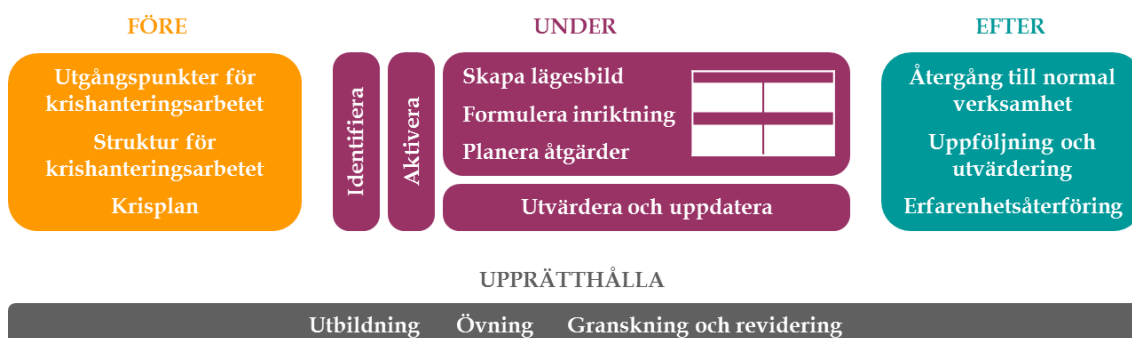 FÖRE
Utgångspunkter för
krishanteringsarbetet
Struktur för
krishanteringsarbetet
Krisplan
UNDER
Identifiera
Aktivera
Skapa lägesbild
Formulera inriktning
Planera åtgärder
Utvärdera och uppdatera
EFTER
Återgång till normal
verksamhet
Uppföljning och
utvärdering
Erfarenhetsåterföring
UPPRÄTTHÅLLA
Utbildning Övning Granskning och revidering